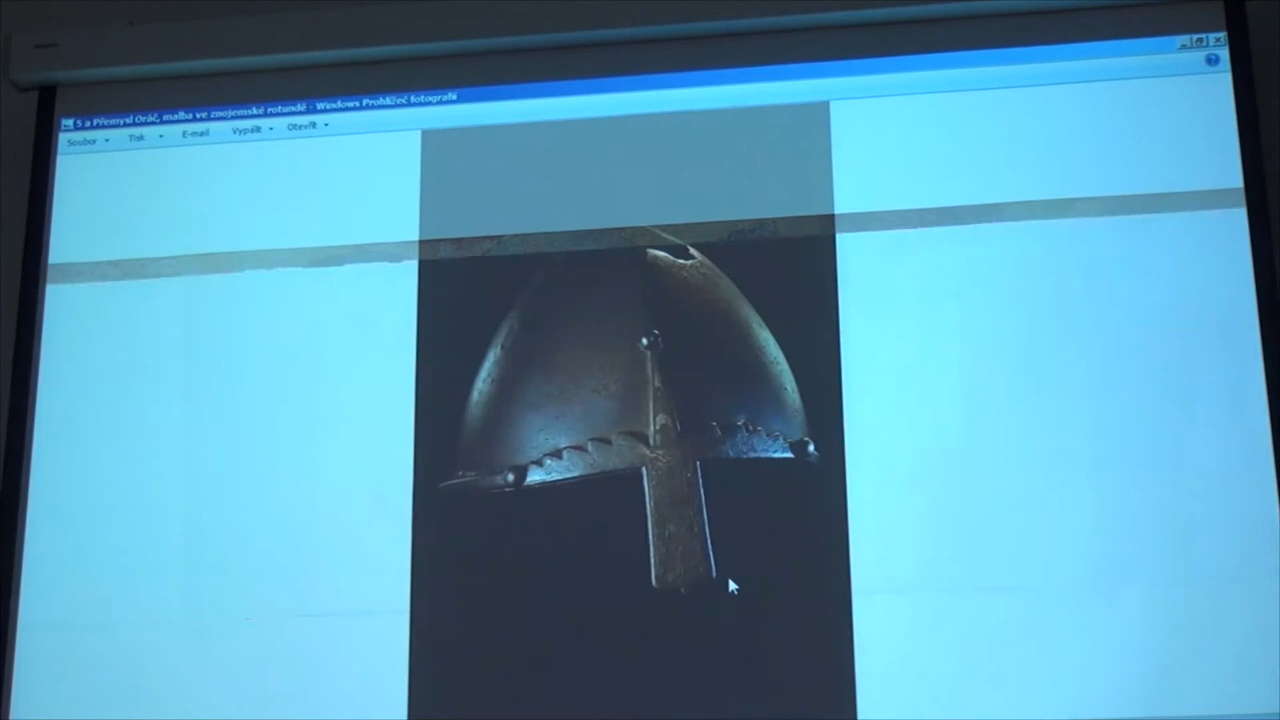 5 a Přemysl Oráč, malba ve znojemské rotundě - Windows Prohlížeč fotografií
Soubor Tisk E-mail Vypálit Otevřít